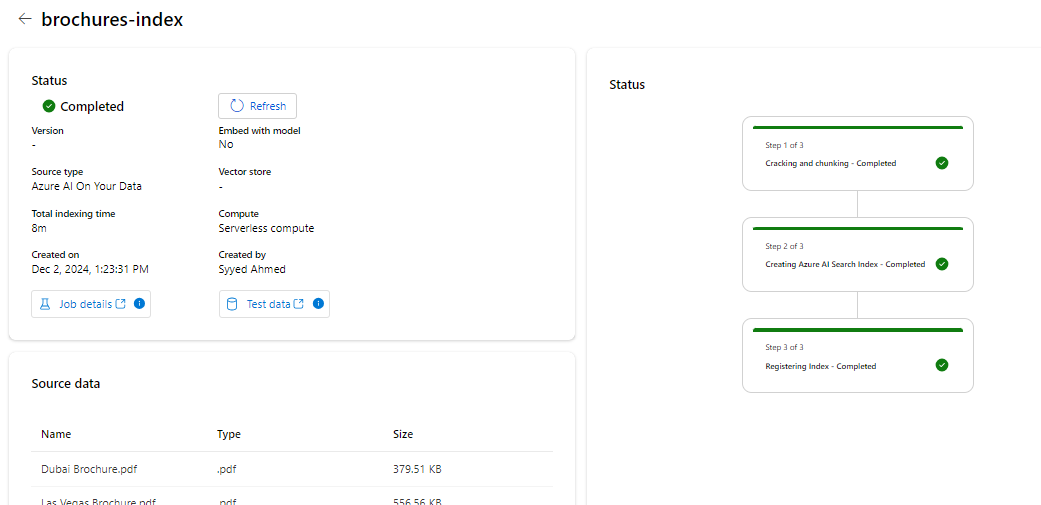 brochures-index
Status
Completed
Refresh
Version
-
Embed with model
No
Source type
Azure AI On Your Data
Vector store
-
Total indexing time
8m
Compute
Serverless compute
Created on
Dec 2, 2024, 1:23:31 PM
Created by
Syyed Ahmed
Job details
Test data
Source data
Name Type Size
Dubai Brochure.pdf .pdf 379.51 KB
Las Vegas Brochure.pdf .pdf 556.56 KB
Status
Step 1 of 3
Cracking and chunking - Completed
Step 2 of 3
Creating Azure AI Search Index - Completed
Step 3 of 3
Registering Index - Completed